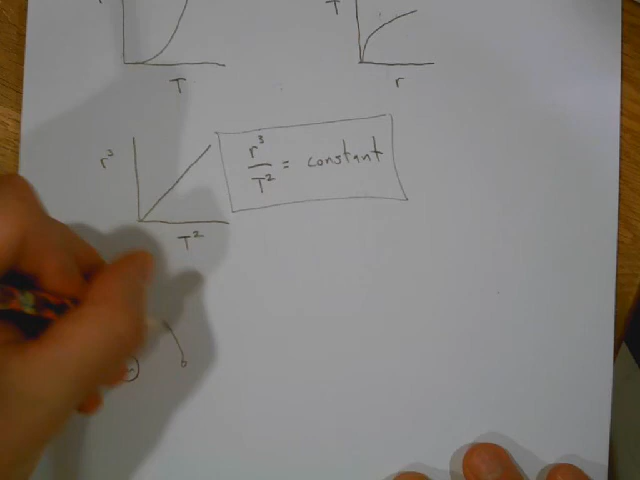 T
T
r
r³
r³/T² = constant
T²